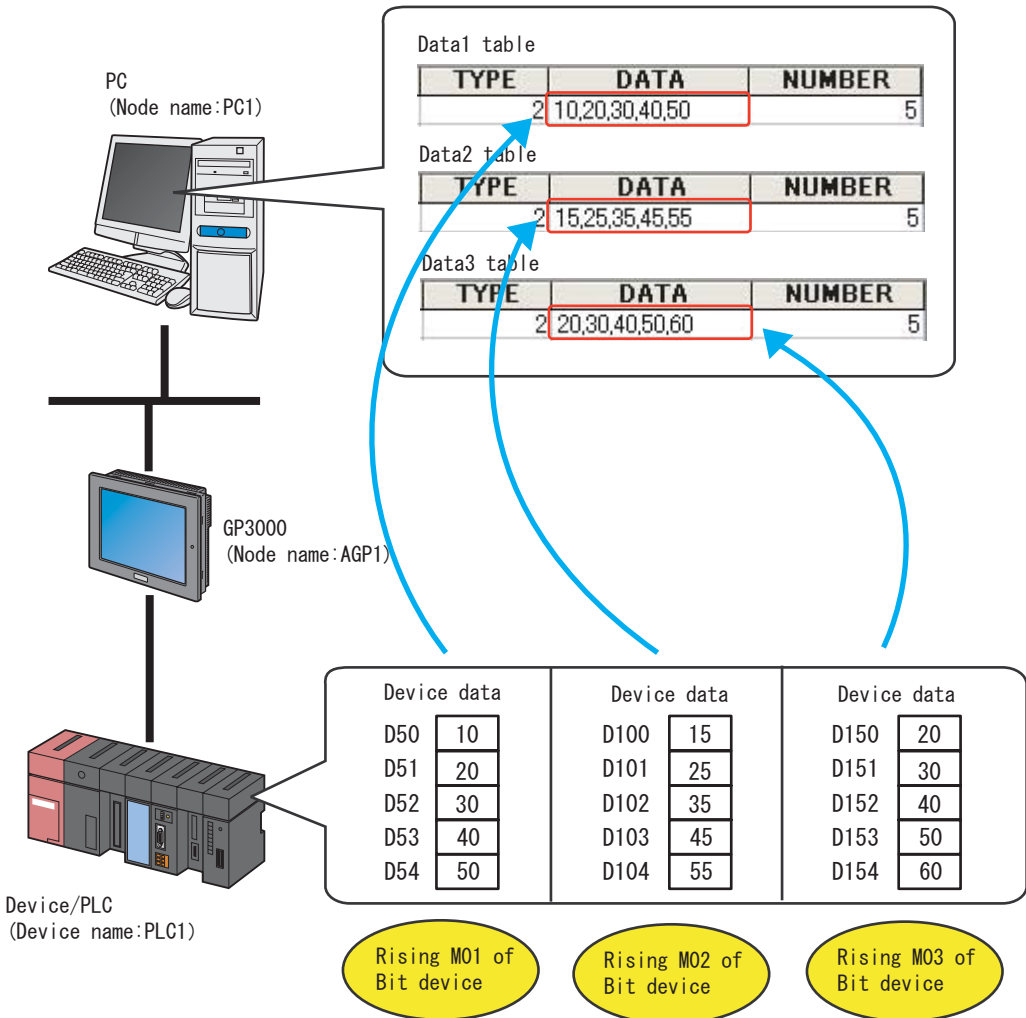 Data1 table
TYPE DATA NUMBER
2 10,20,30,40,50 5
Data2 table
TYPE DATA NUMBER
2 15,25,35,45,55 5
Data3 table
TYPE DATA NUMBER
2 20,30,40,50,60 5
PC
(Node name:PC1)
GP3000
(Node name:AGP1)
Device/PLC
(Device name:PLC1)
Device data
D50 10
D51 20
D52 30
D53 40
D54 50
Device data
D100 15
D101 25
D102 35
D103 45
D104 55
Device data
D150 20
D151 30
D152 40
D153 50
D154 60
Rising M01 of
Bit device
Rising M02 of
Bit device
Rising M03 of
Bit device